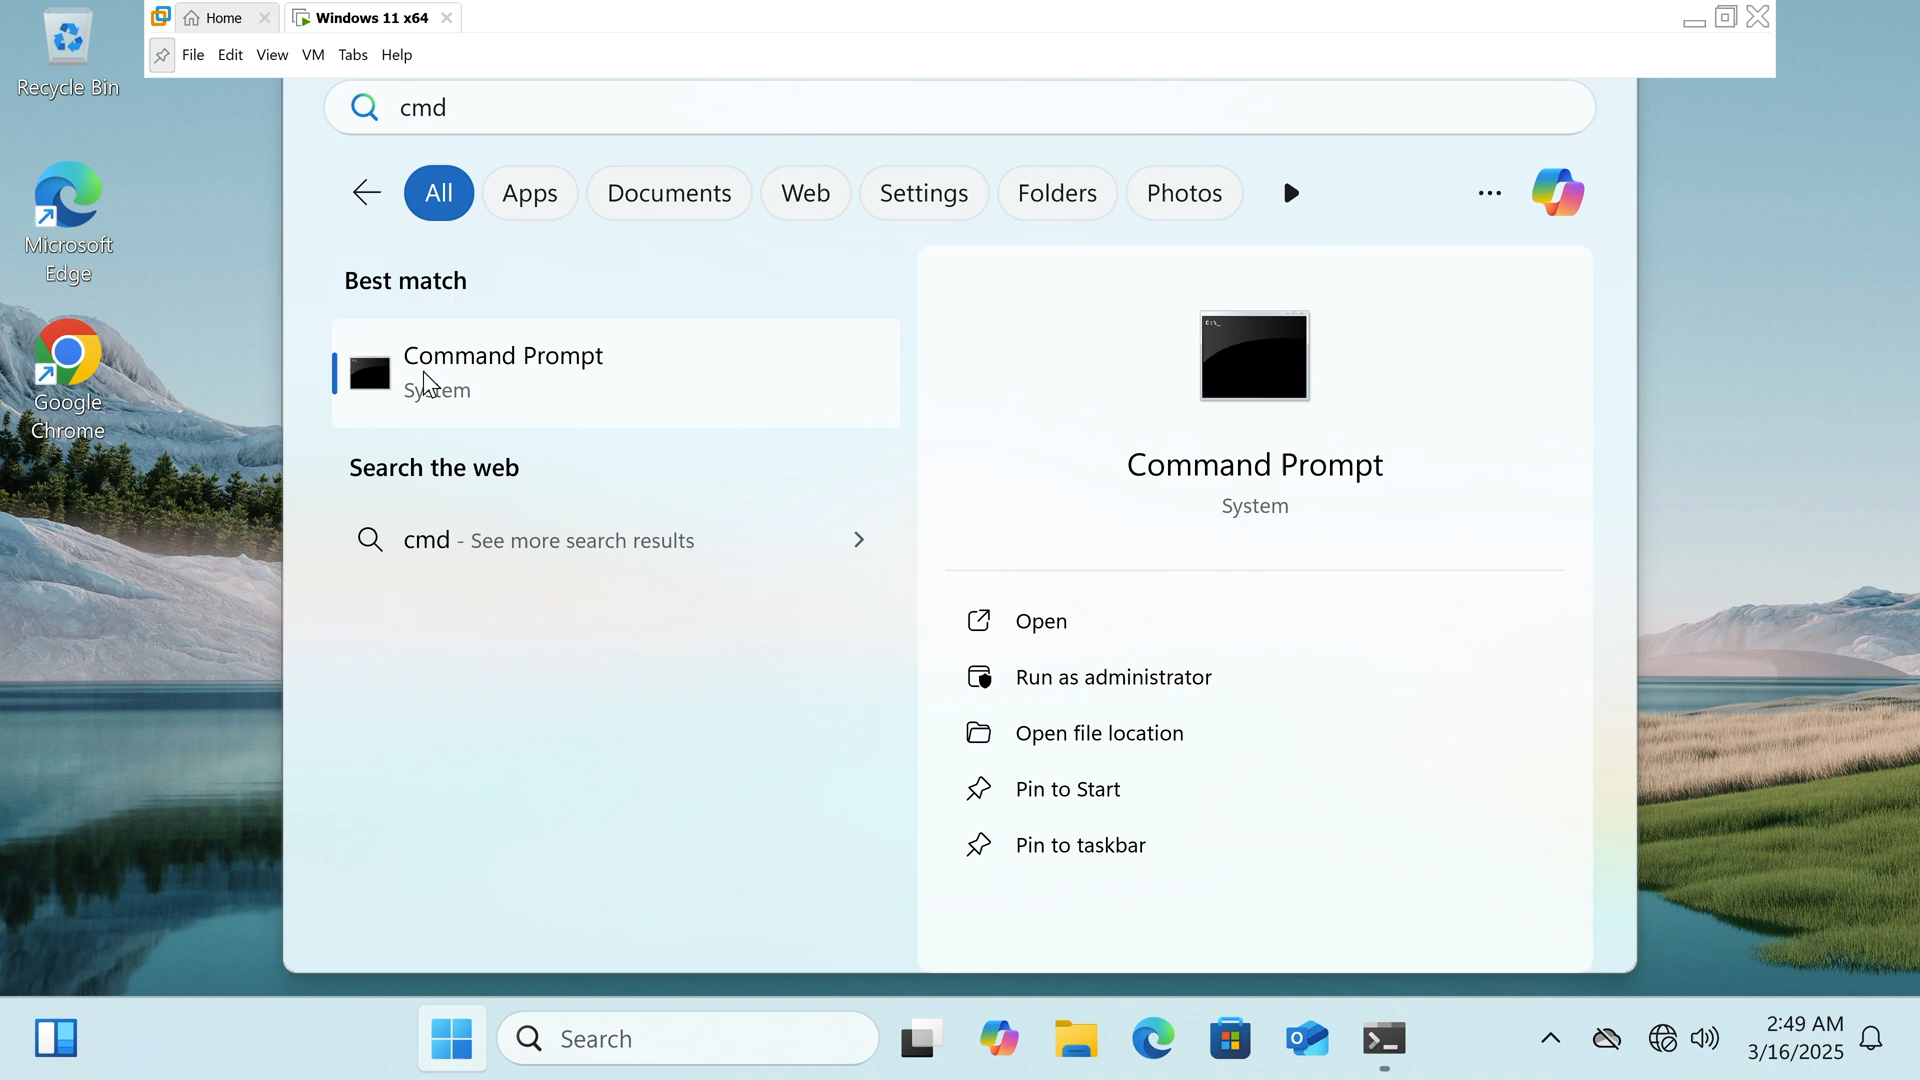 Home
Windows 11 x64
File Edit View VM Tabs Help
Recycle Bin
cmd
All Apps Documents Web Settings Folders Photos
Microsoft
Edge
Best match
Command Prompt
System
Google
Chrome
Search the web
cmd - See more search results
C:\_
Command Prompt
System
Open
Run as administrator
Open file location
Pin to Start
Pin to taskbar
Search
2:49 AM
3/16/2025